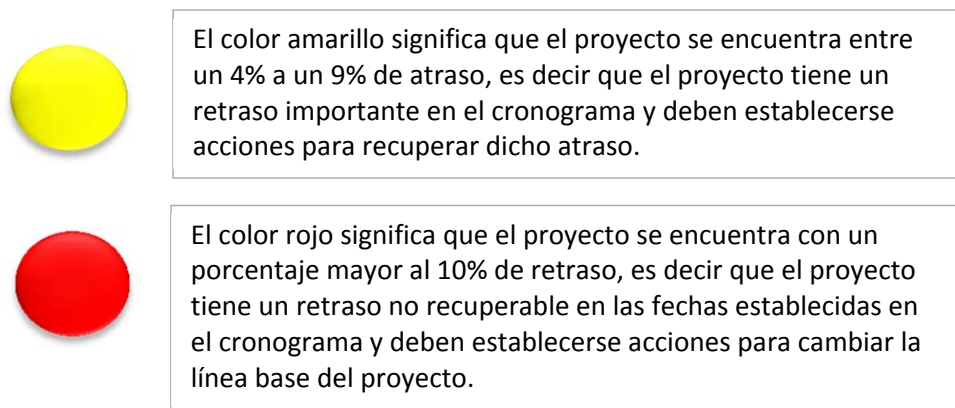 El color amarillo significa que el proyecto se encuentra entre
un 4% a un 9% de atraso, es decir que el proyecto tiene un
retraso importante en el cronograma y deben establecerse
acciones para recuperar dicho atraso.
El color rojo significa que el proyecto se encuentra con un
porcentaje mayor al 10% de retraso, es decir que el proyecto
tiene un retraso no recuperable en las fechas establecidas en
el cronograma y deben establecerse acciones para cambiar la
línea base del proyecto.